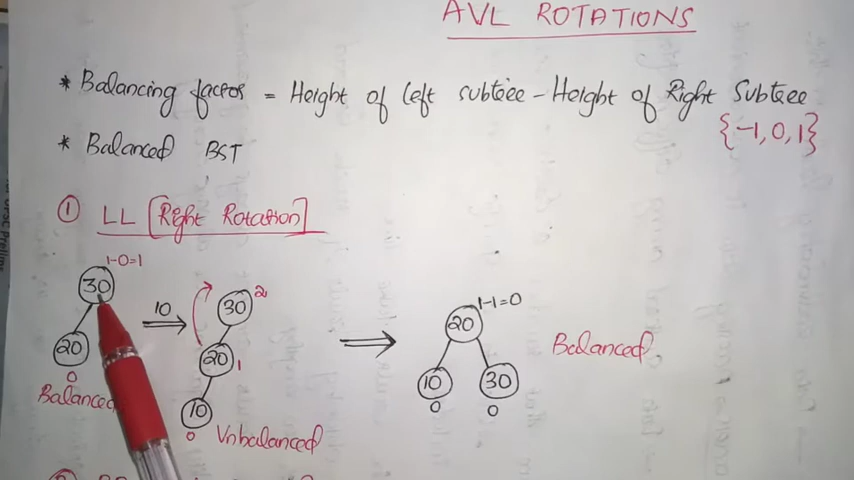 AVL ROTATIONS
* Balancing factor = Height of left subtree - Height of Right Subtree
{-1, 0, 1}
* Balanced BST
① LL [Right Rotation]
1-0=1
30
20
0
Balanced
10
30 2
20 1
10
0
Unbalanced
1-1=0
20
10 30
0 0
Balanced